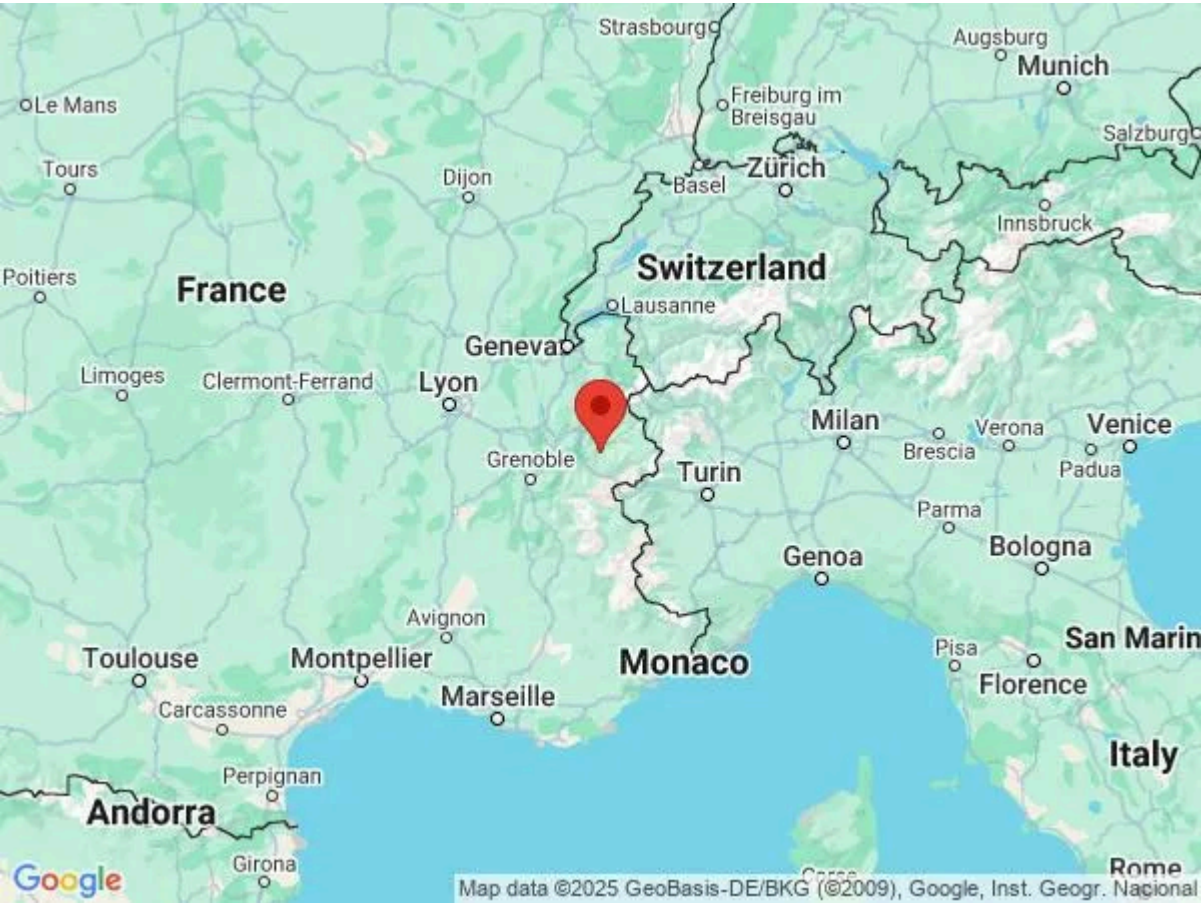 Strasbourg
Augsburg
Munich
Le Mans
Freiburg im
Breisgau
Salzburg
Tours
Dijon
Basel
Zürich
Innsbruck
Poitiers
France
Switzerland
Lausanne
Geneva
Limoges
Clermont-Ferrand
Lyon
Milan
Verona
Venice
Brescia
Padua
Grenoble
Turin
Parma
Genoa
Bologna
Avignon
Toulouse
Montpellier
Monaco
Pisa
San Marin
Florence
Carcassonne
Marseille
Perpignan
Italy
Andorra
Girona
Corse
Rome
Google
Map data ©2025 GeoBasis-DE/BKG (©2009), Google, Inst. Geogr. Nacional